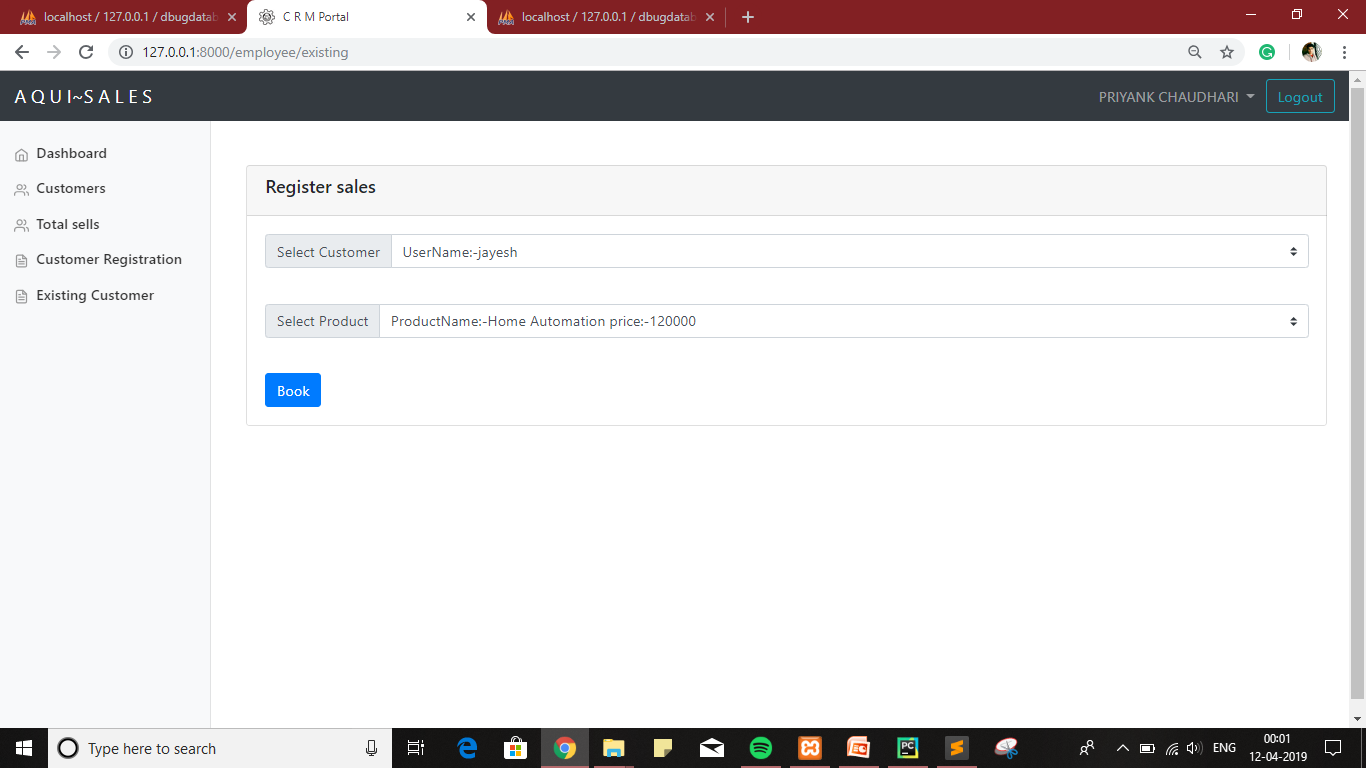 localhost / 127.0.0.1 / dbugdatab
C R M Portal
localhost / 127.0.0.1 / dbugdatab
127.0.0.1:8000/employee/existing
AQUI~SALES
PRIYANK CHAUDHARI
Logout
Dashboard
Customers
Total sells
Customer Registration
Existing Customer
Register sales
Select Customer
UserName:-jayesh
Select Product
ProductName:-Home Automation price:-120000
Book
Type here to search
ENG
00:01
12-04-2019